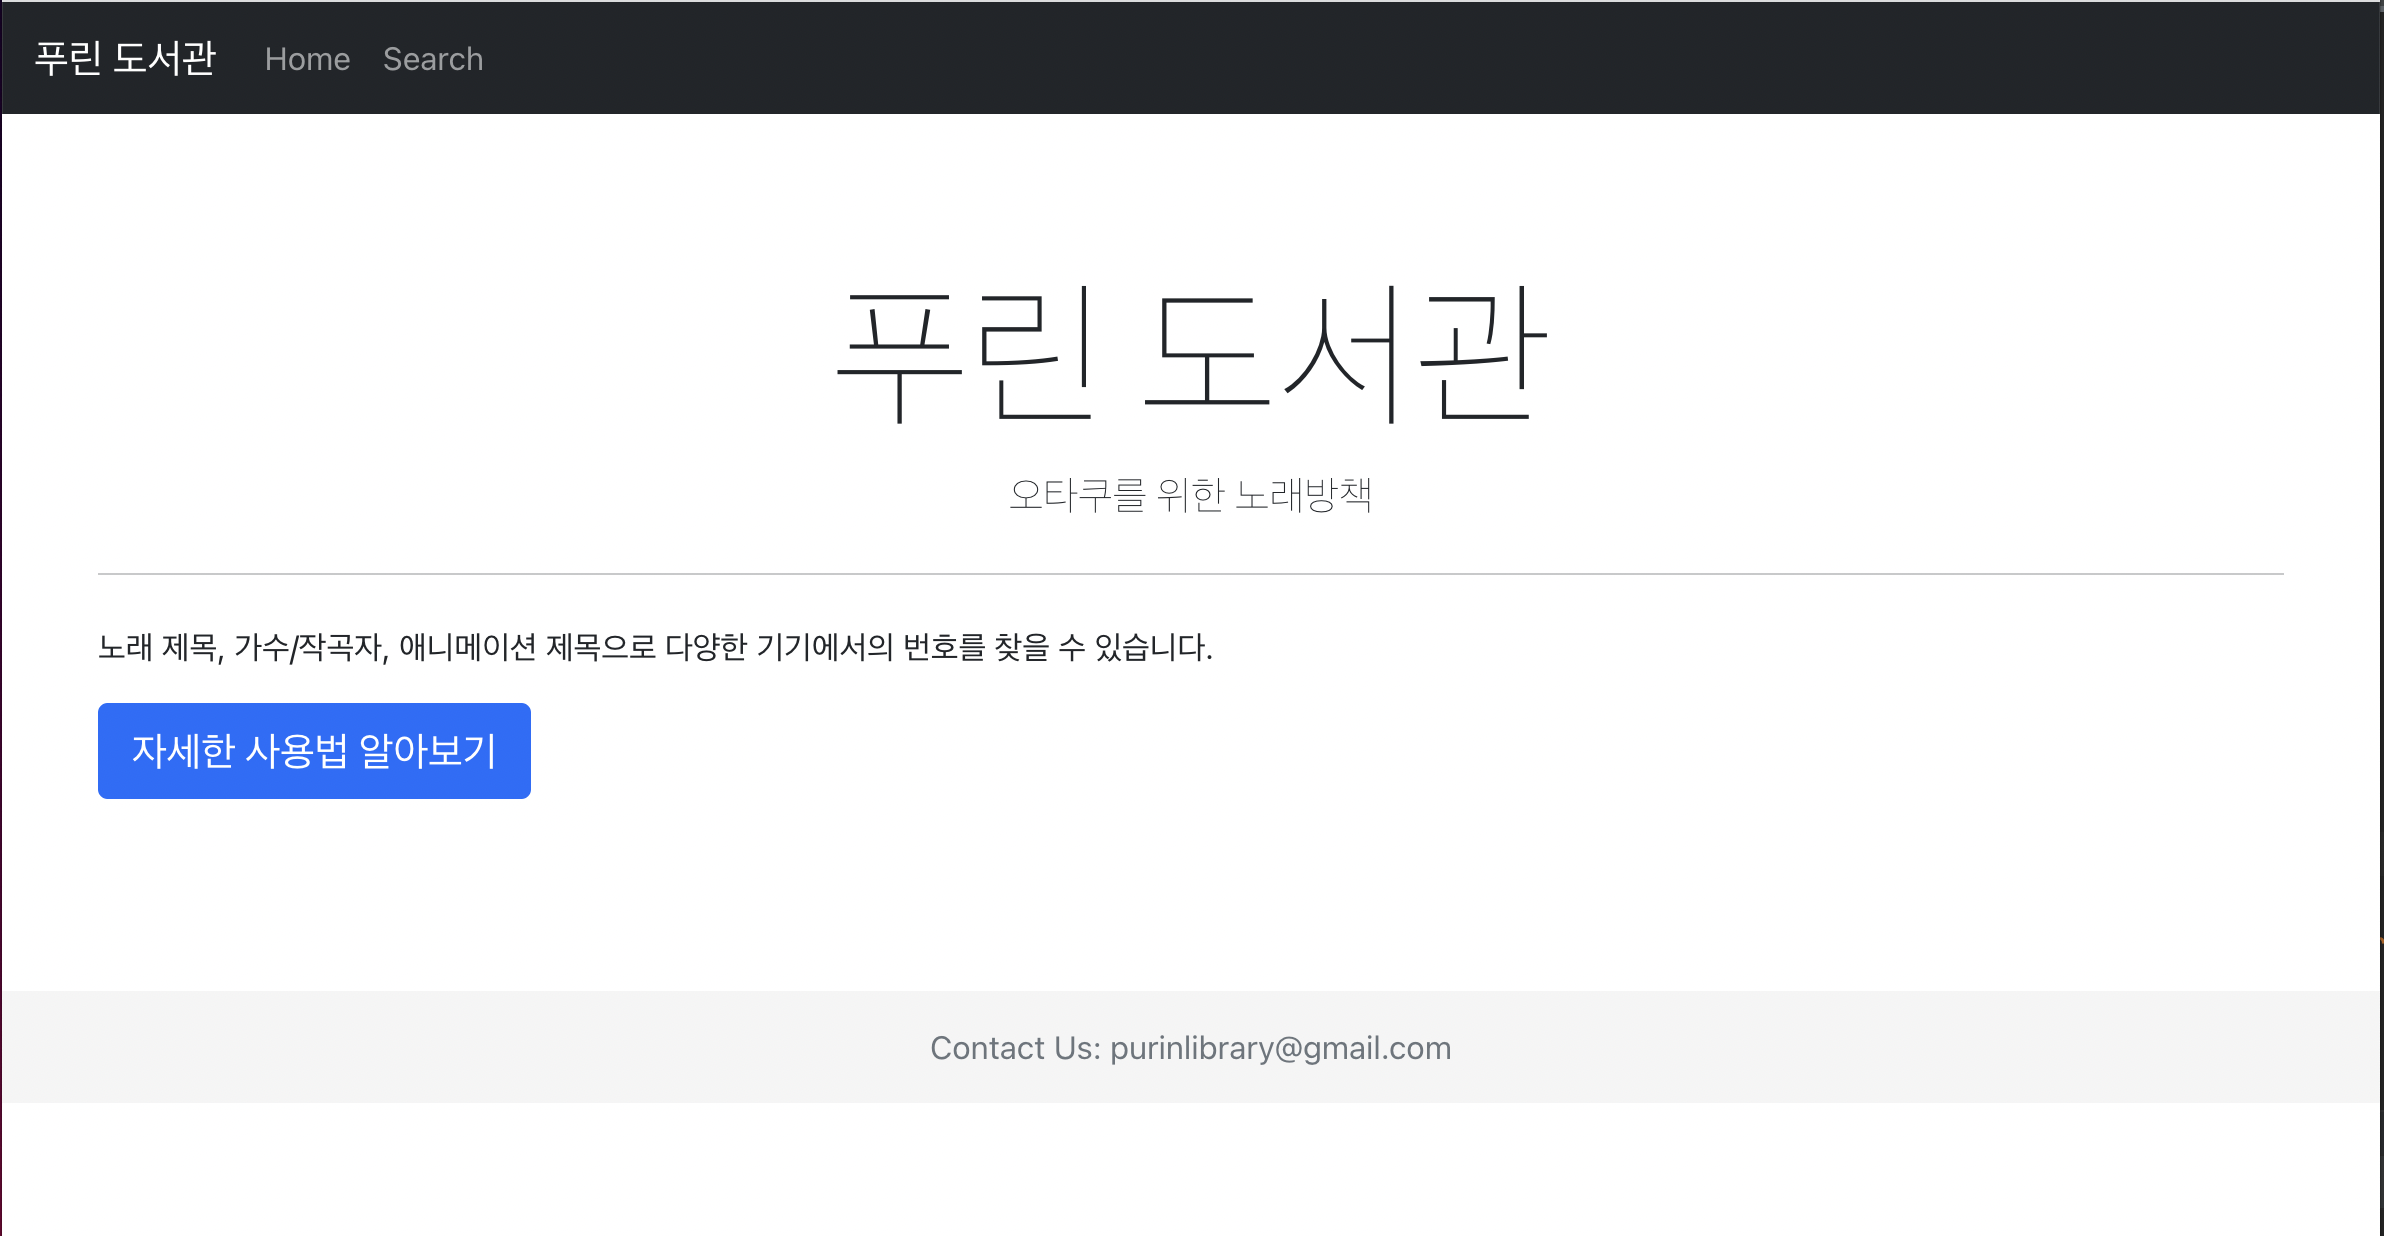 푸린 도서관 Home Search
푸린 도서관
오타쿠를 위한 노래방책
노래 제목, 가수/작곡자, 애니메이션 제목으로 다양한 기기에서의 번호를 찾을 수 있습니다.
자세한 사용법 알아보기
Contact Us: purinlibrary@gmail.com